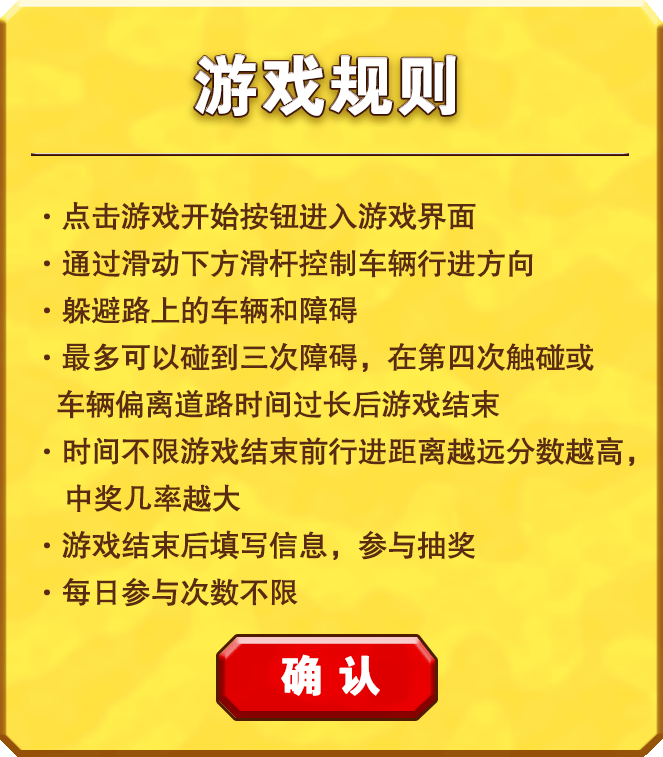 游戏规则
·点击游戏开始按钮进入游戏界面
·通过滑动下方滑杆控制车辆行进方向
·躲避路上的车辆和障碍
·最多可以碰到三次障碍，在第四次触碰或
车辆偏离道路时间过长后游戏结束
·时间不限游戏结束前行进距离越远分数越高，
中奖几率越大
·游戏结束后填写信息，参与抽奖
·每日参与次数不限
确认